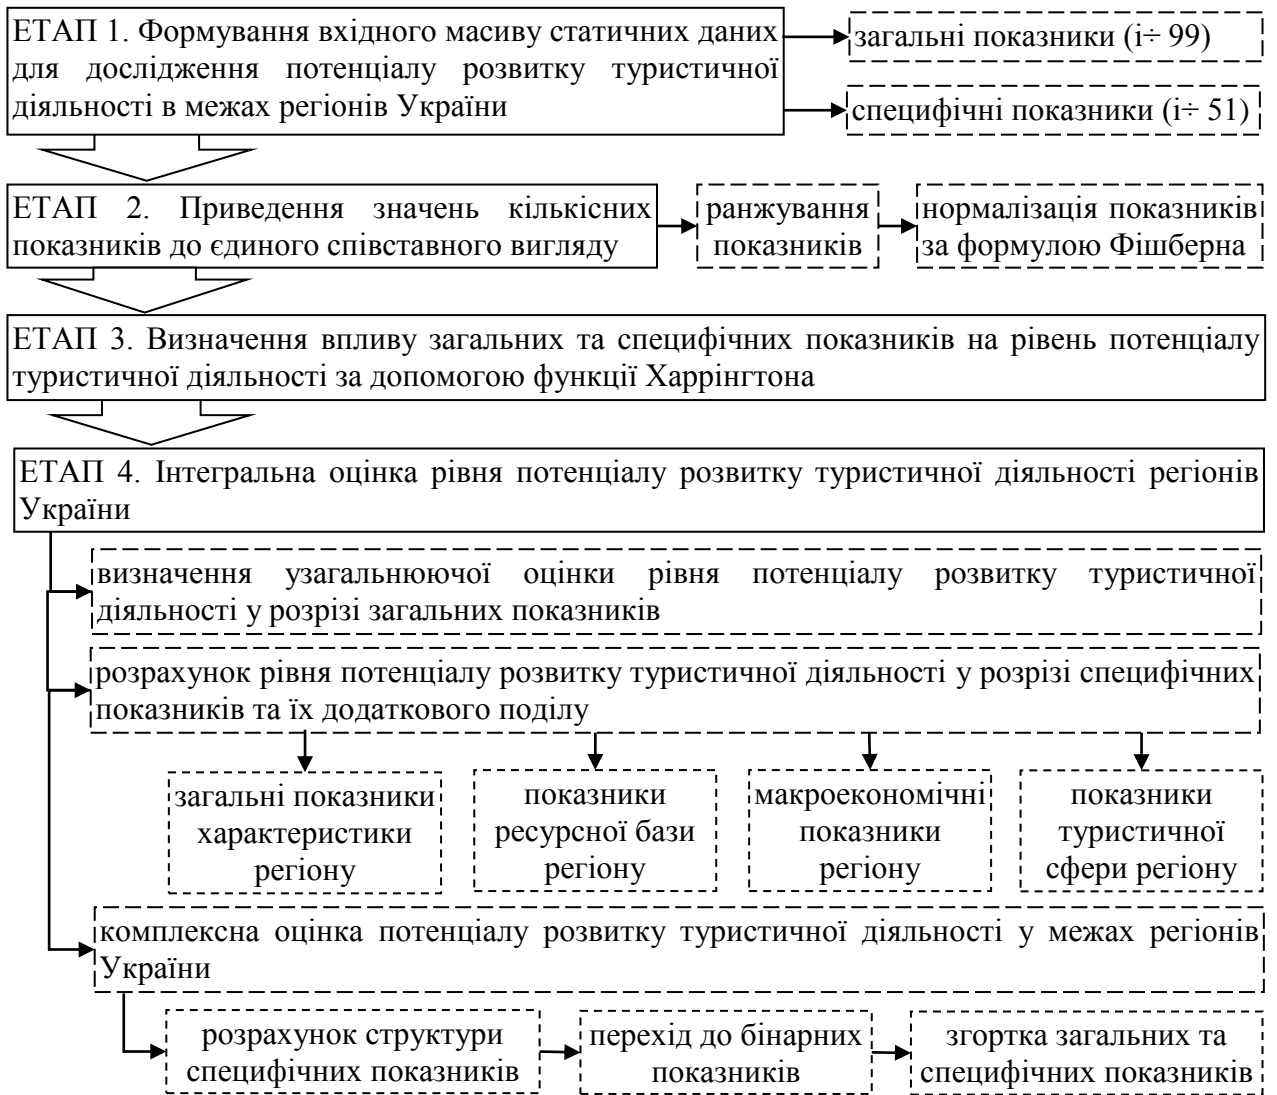 ЕТАП 1. Формування вхідного масиву статичних даних
для дослідження потенціалу розвитку туристичної
діяльності в межах регіонів України
загальні показники (і÷ 99)
специфічні показники (і÷ 51)
ЕТАП 2. Приведення значень кількісних
показників до єдиного співставного вигляду
ранжування
показників
нормалізація показників
за формулою Фішберна
ЕТАП 3. Визначення впливу загальних та специфічних показників на рівень потенціалу
туристичної діяльності за допомогою функції Харрінгтона
ЕТАП 4. Інтегральна оцінка рівня потенціалу розвитку туристичної діяльності регіонів
України
визначення узагальнюючої оцінки рівня потенціалу розвитку туристичної
діяльності у розрізі загальних показників
розрахунок рівня потенціалу розвитку туристичної діяльності у розрізі специфічних
показників та їх додаткового поділу
загальні показники
характеристики
регіону
показники
ресурсної бази
регіону
макроекономічні
показники
регіону
показники
туристичної
сфери регіону
комплексна оцінка потенціалу розвитку туристичної діяльності у межах регіонів
України
розрахунок структури
специфічних показників
перехід до бінарних
показників
згортка загальних та
специфічних показників